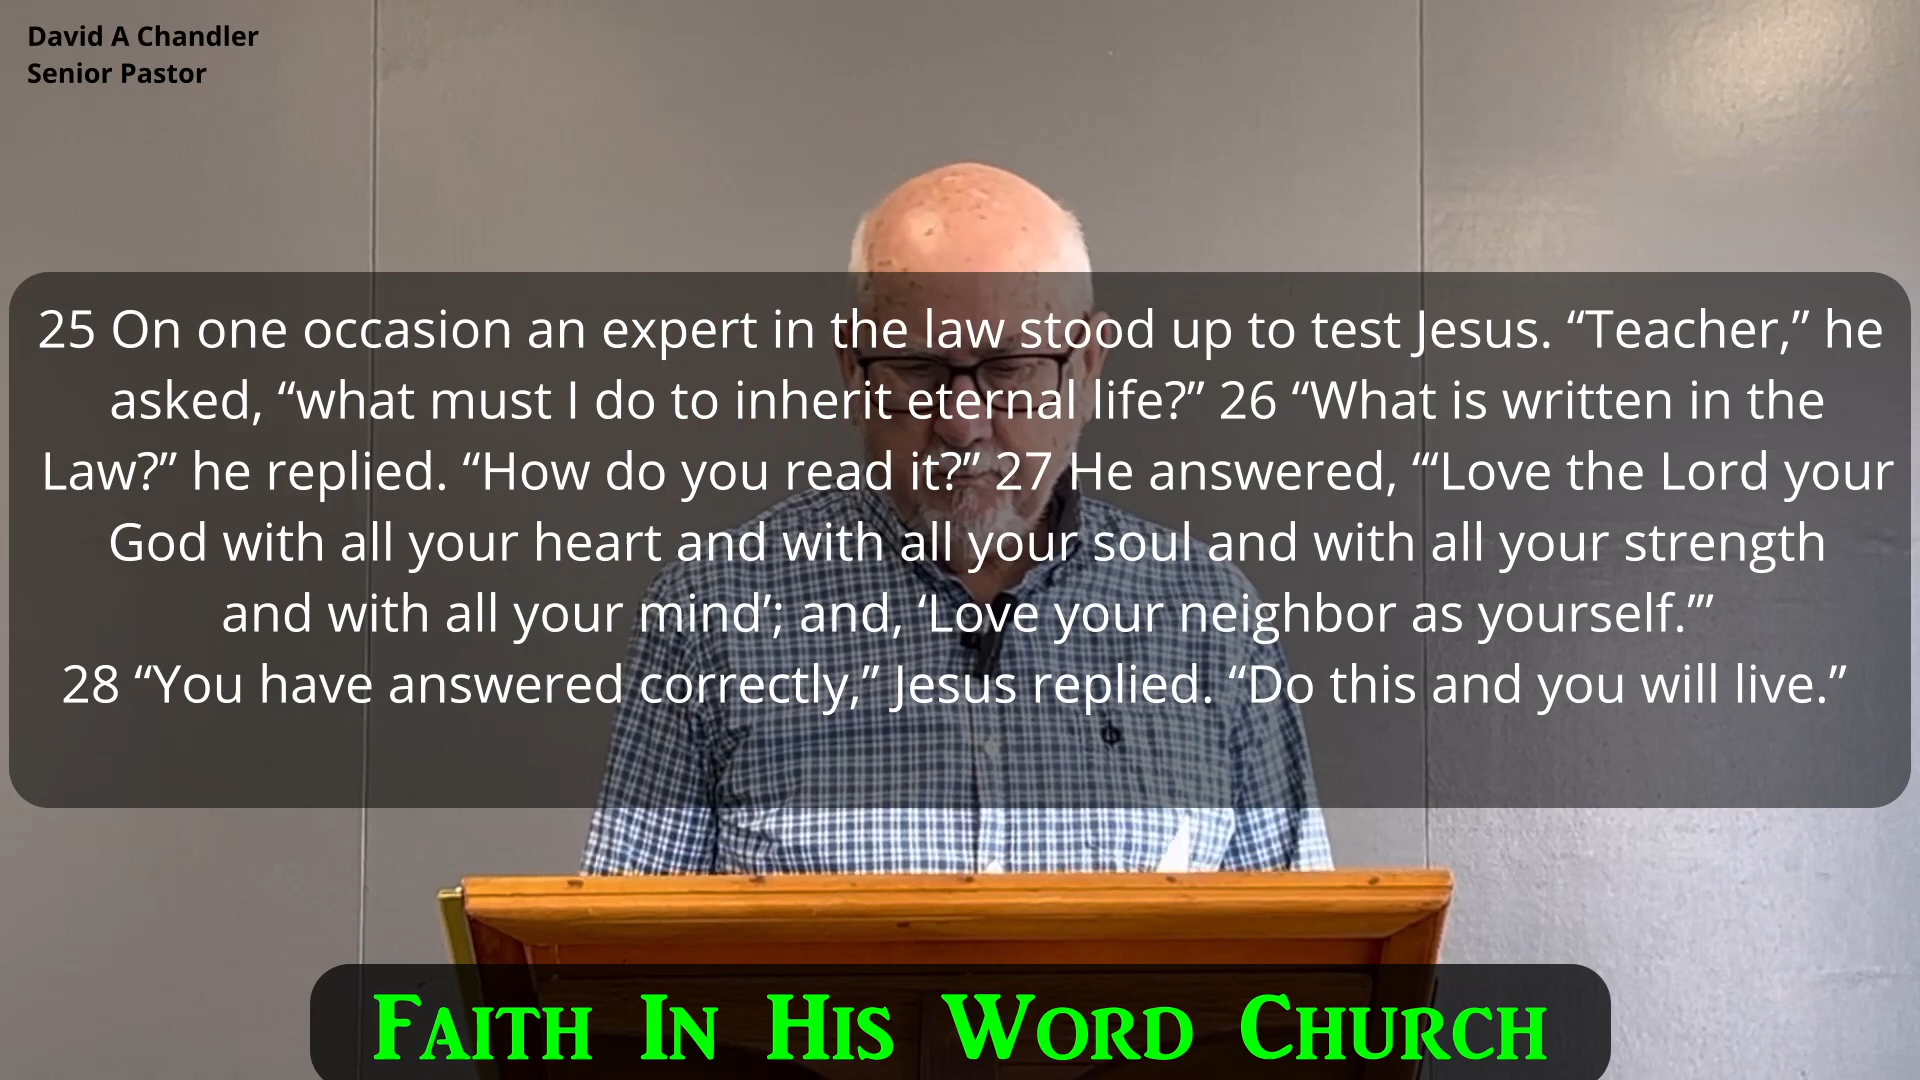 David A Chandler
Senior Pastor
25 On one occasion an expert in the law stood up to test Jesus. “Teacher,” he
asked, “what must I do to inherit eternal life?” 26 “What is written in the
Law?” he replied. “How do you read it?” 27 He answered, “‘Love the Lord your
God with all your heart and with all your soul and with all your strength
and with all your mind’; and, ‘Love your neighbor as yourself.’”
28 “You have answered correctly,” Jesus replied. “Do this and you will live.”
Faith In His Word Church